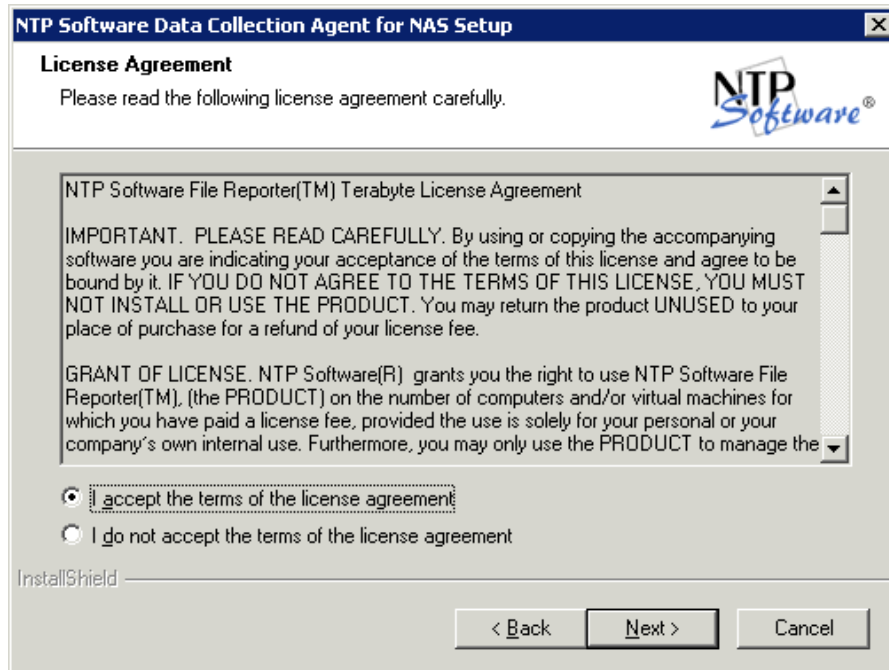 NTP Software Data Collection Agent for NAS Setup
License Agreement
Please read the following license agreement carefully.
NTP
Software®
NTP Software File Reporter(TM) Terabyte License Agreement
IMPORTANT.  PLEASE READ CAREFULLY. By using or copying the accompanying
software you are indicating your acceptance of the terms of this license and agree to be
bound by it. IF YOU DO NOT AGREE TO THE TERMS OF THIS LICENSE, YOU MUST
NOT INSTALL OR USE THE PRODUCT. You may return the product UNUSED to your
place of purchase for a refund of your license fee.
GRANT OF LICENSE. NTP Software(R)  grants you the right to use NTP Software File
Reporter(TM), (the PRODUCT) on the number of computers and/or virtual machines for
which you have paid a license fee, provided the use is solely for your personal or your
company's own internal use. Furthermore, you may only use the PRODUCT to manage the
I accept the terms of the license agreement
I do not accept the terms of the license agreement
InstallShield
< Back
Next >
Cancel